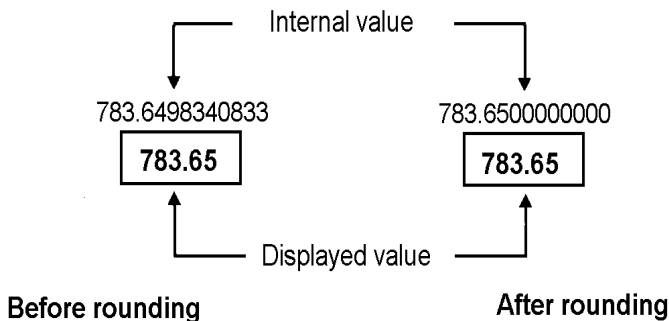 Internal value
783.6498340833 783.6500000000
783.65 783.65
Displayed value
Before rounding After rounding